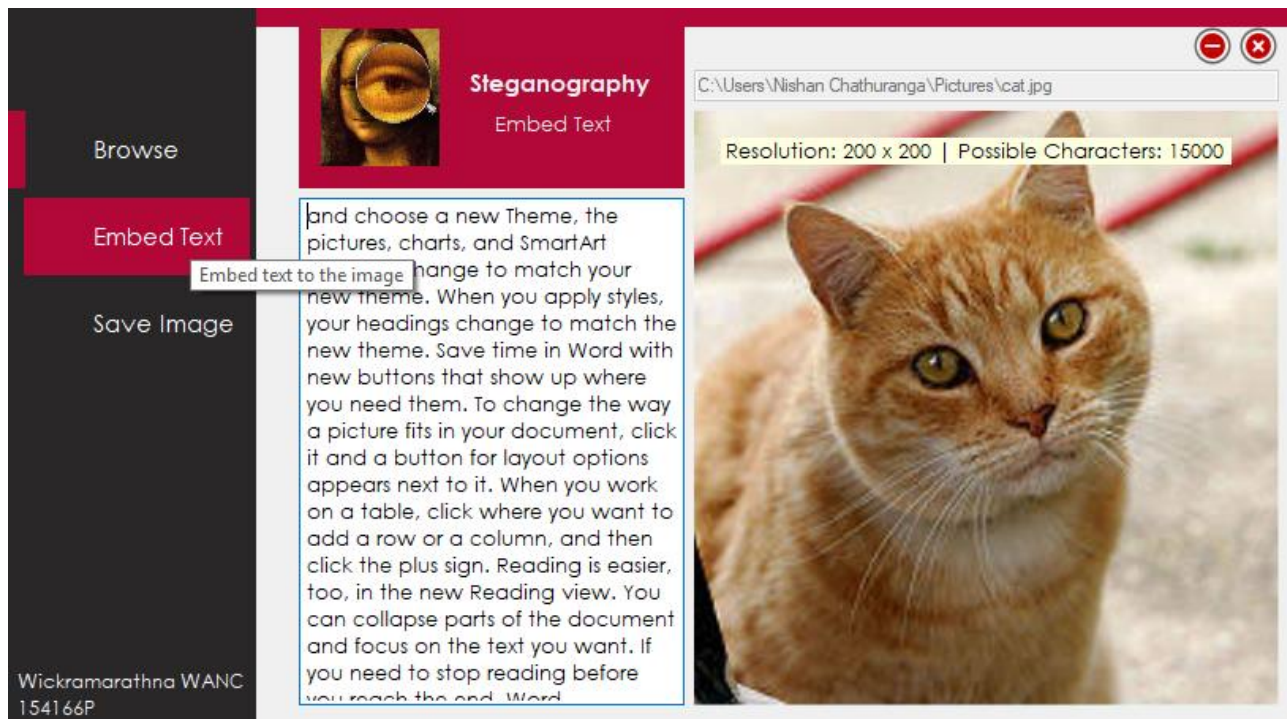 Browse
Embed Text
Embed text to the image
Save Image
Wickramarathna WANC
154166P
Steganography
Embed Text
and choose a new Theme, the
pictures, charts, and SmartArt
hange to match your
new theme. When you apply styles,
your headings change to match the
new theme. Save time in Word with
new buttons that show up where
you need them. To change the way
a picture fits in your document, click
it and a button for layout options
appears next to it. When you work
on a table, click where you want to
add a row or a column, and then
click the plus sign. Reading is easier,
too, in the new Reading view. You
can collapse parts of the document
and focus on the text you want. If
you need to stop reading before
you reach the end, Word
C:\Users\Nishan Chathuranga\Pictures\cat.jpg
Resolution: 200 x 200 | Possible Characters: 15000